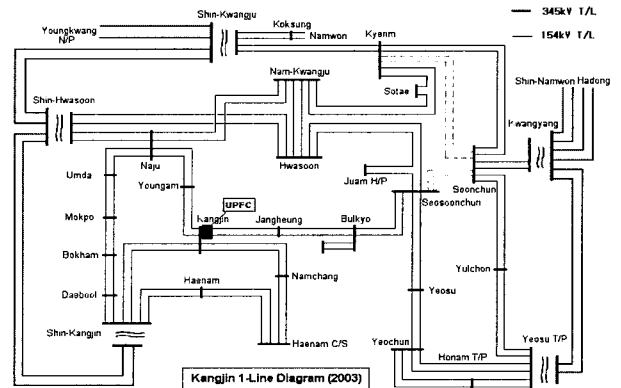 Shin-Kwangju
345kV T/L
154kV T/L
Youngkwang
N/P
Koksung
Namwon
Kyenm
Nam-Kwangju
Sotae
Shin-Namwon
Hadong
Shin-Hwasoon
Kwangyang
Naju
Hwasoon
Juam H/P
Soonchun
Seosoonchun
Umda
Youngam
UPFC
Kangjin
Jangheung
Bulkyo
Mokpo
Bokham
Namchang
Yulchon
Haenam
Yeosu
Daebool
Shin-Kangjin
Haenam C/S
Yeochun
Honam T/P
Yeosu T/P
Kangjin 1-Line Diagram (2003)